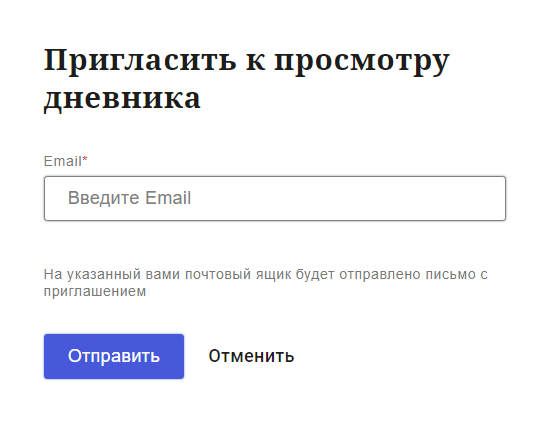 Пригласить к просмотру
дневника
Email*
Введите Email
На указанный вами почтовый ящик будет отправлено письмо с
приглашением
Отправить Отменить